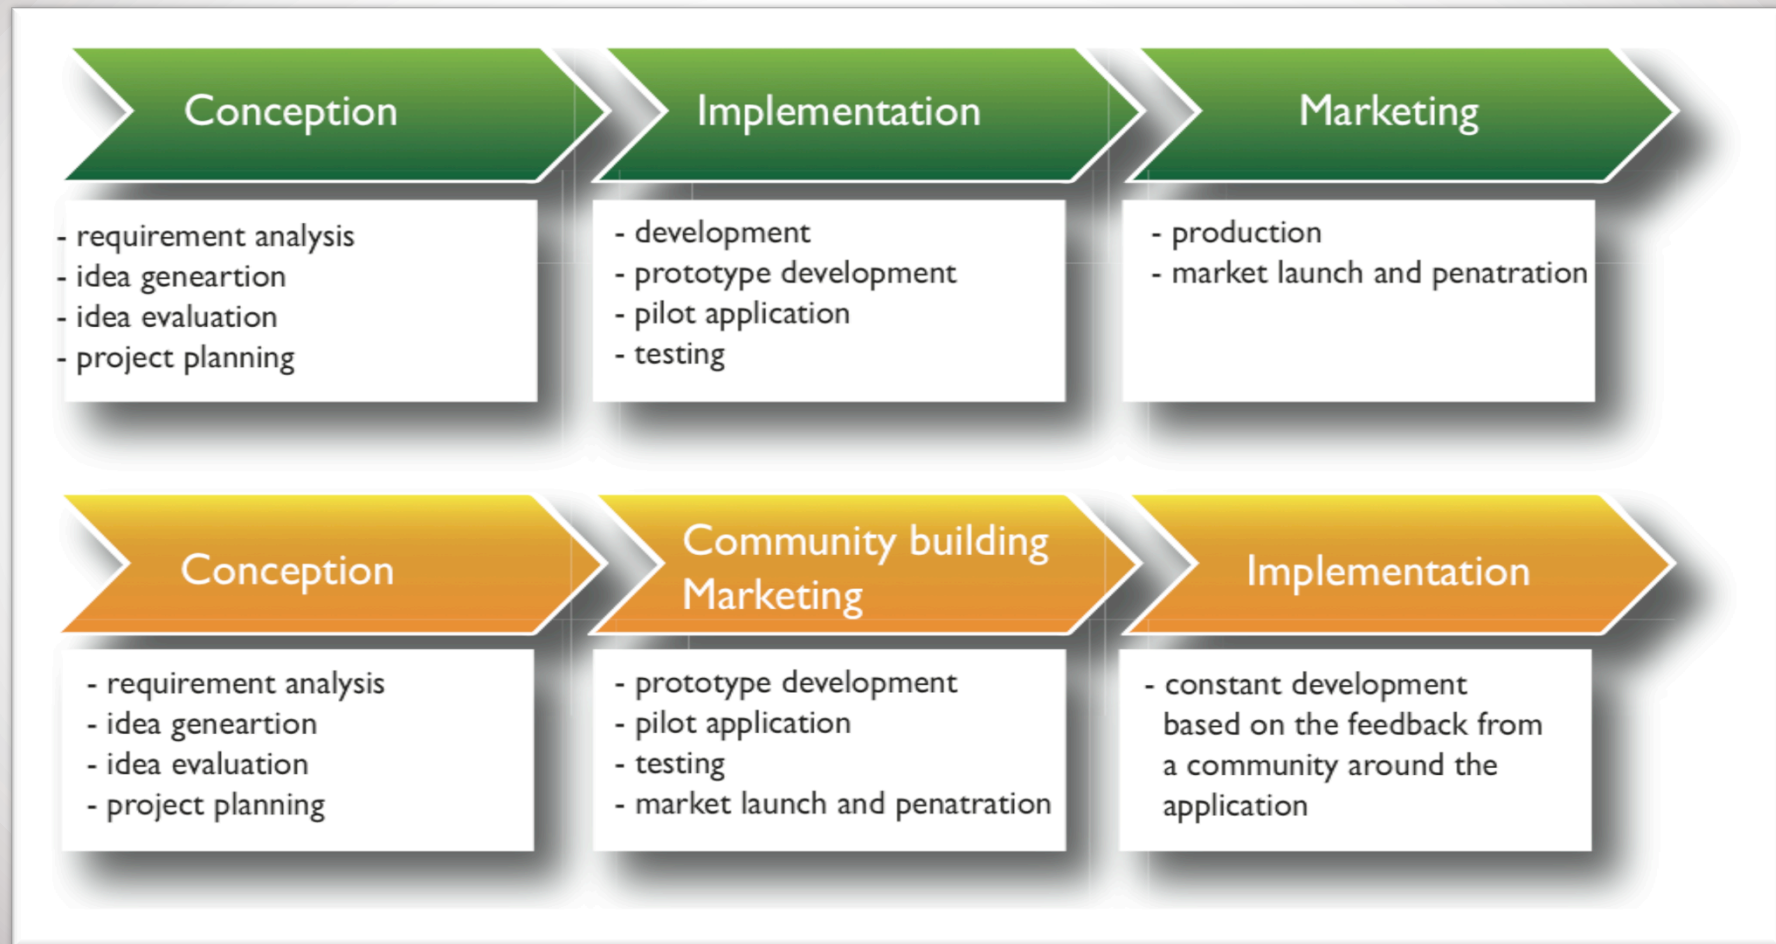 Conception
Implementation
Marketing
- requirement analysis
- idea geneartion
- idea evaluation
- project planning
- development
- prototype development
- pilot application
- testing
- production
- market launch and penatration
Conception
Community building
Marketing
Implementation
- requirement analysis
- idea geneartion
- idea evaluation
- project planning
- prototype development
- pilot application
- testing
- market launch and penatration
- constant development
based on the feedback from
a community around the
application